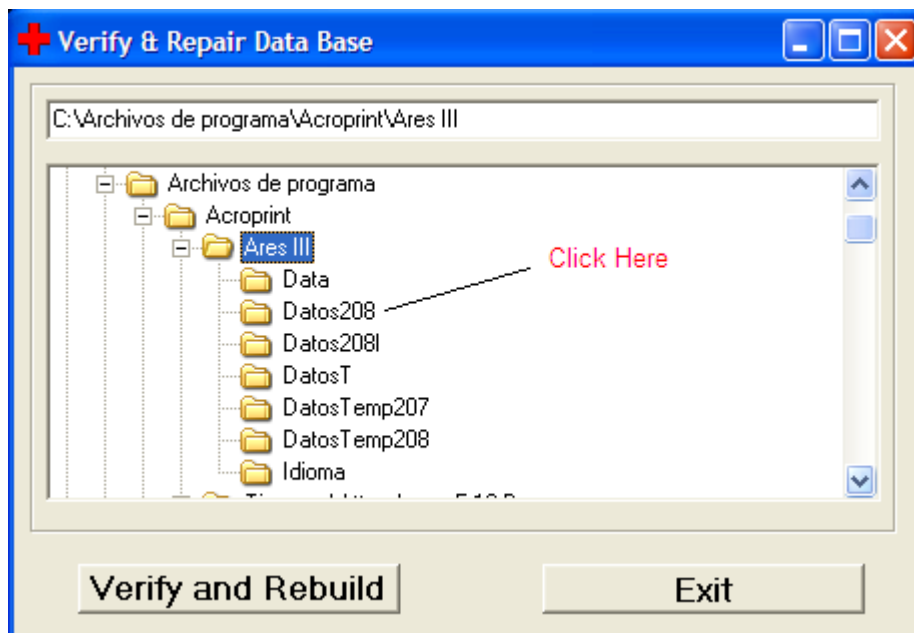 Verify & Repair Data Base
C:\Archivos de programa\Acroprint\Ares III
Archivos de programa
Acroprint
Ares III
Click Here
Data
Datos208
Datos208I
DatosT
DatosTemp207
DatosTemp208
Idioma
Verify and Rebuild
Exit